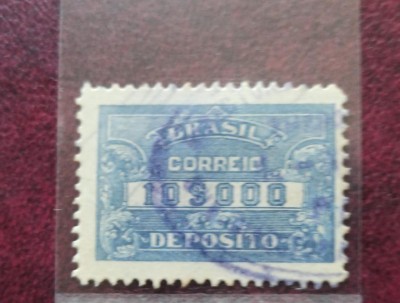 BRASIL
CORREIO
10$000
DEPOSITO